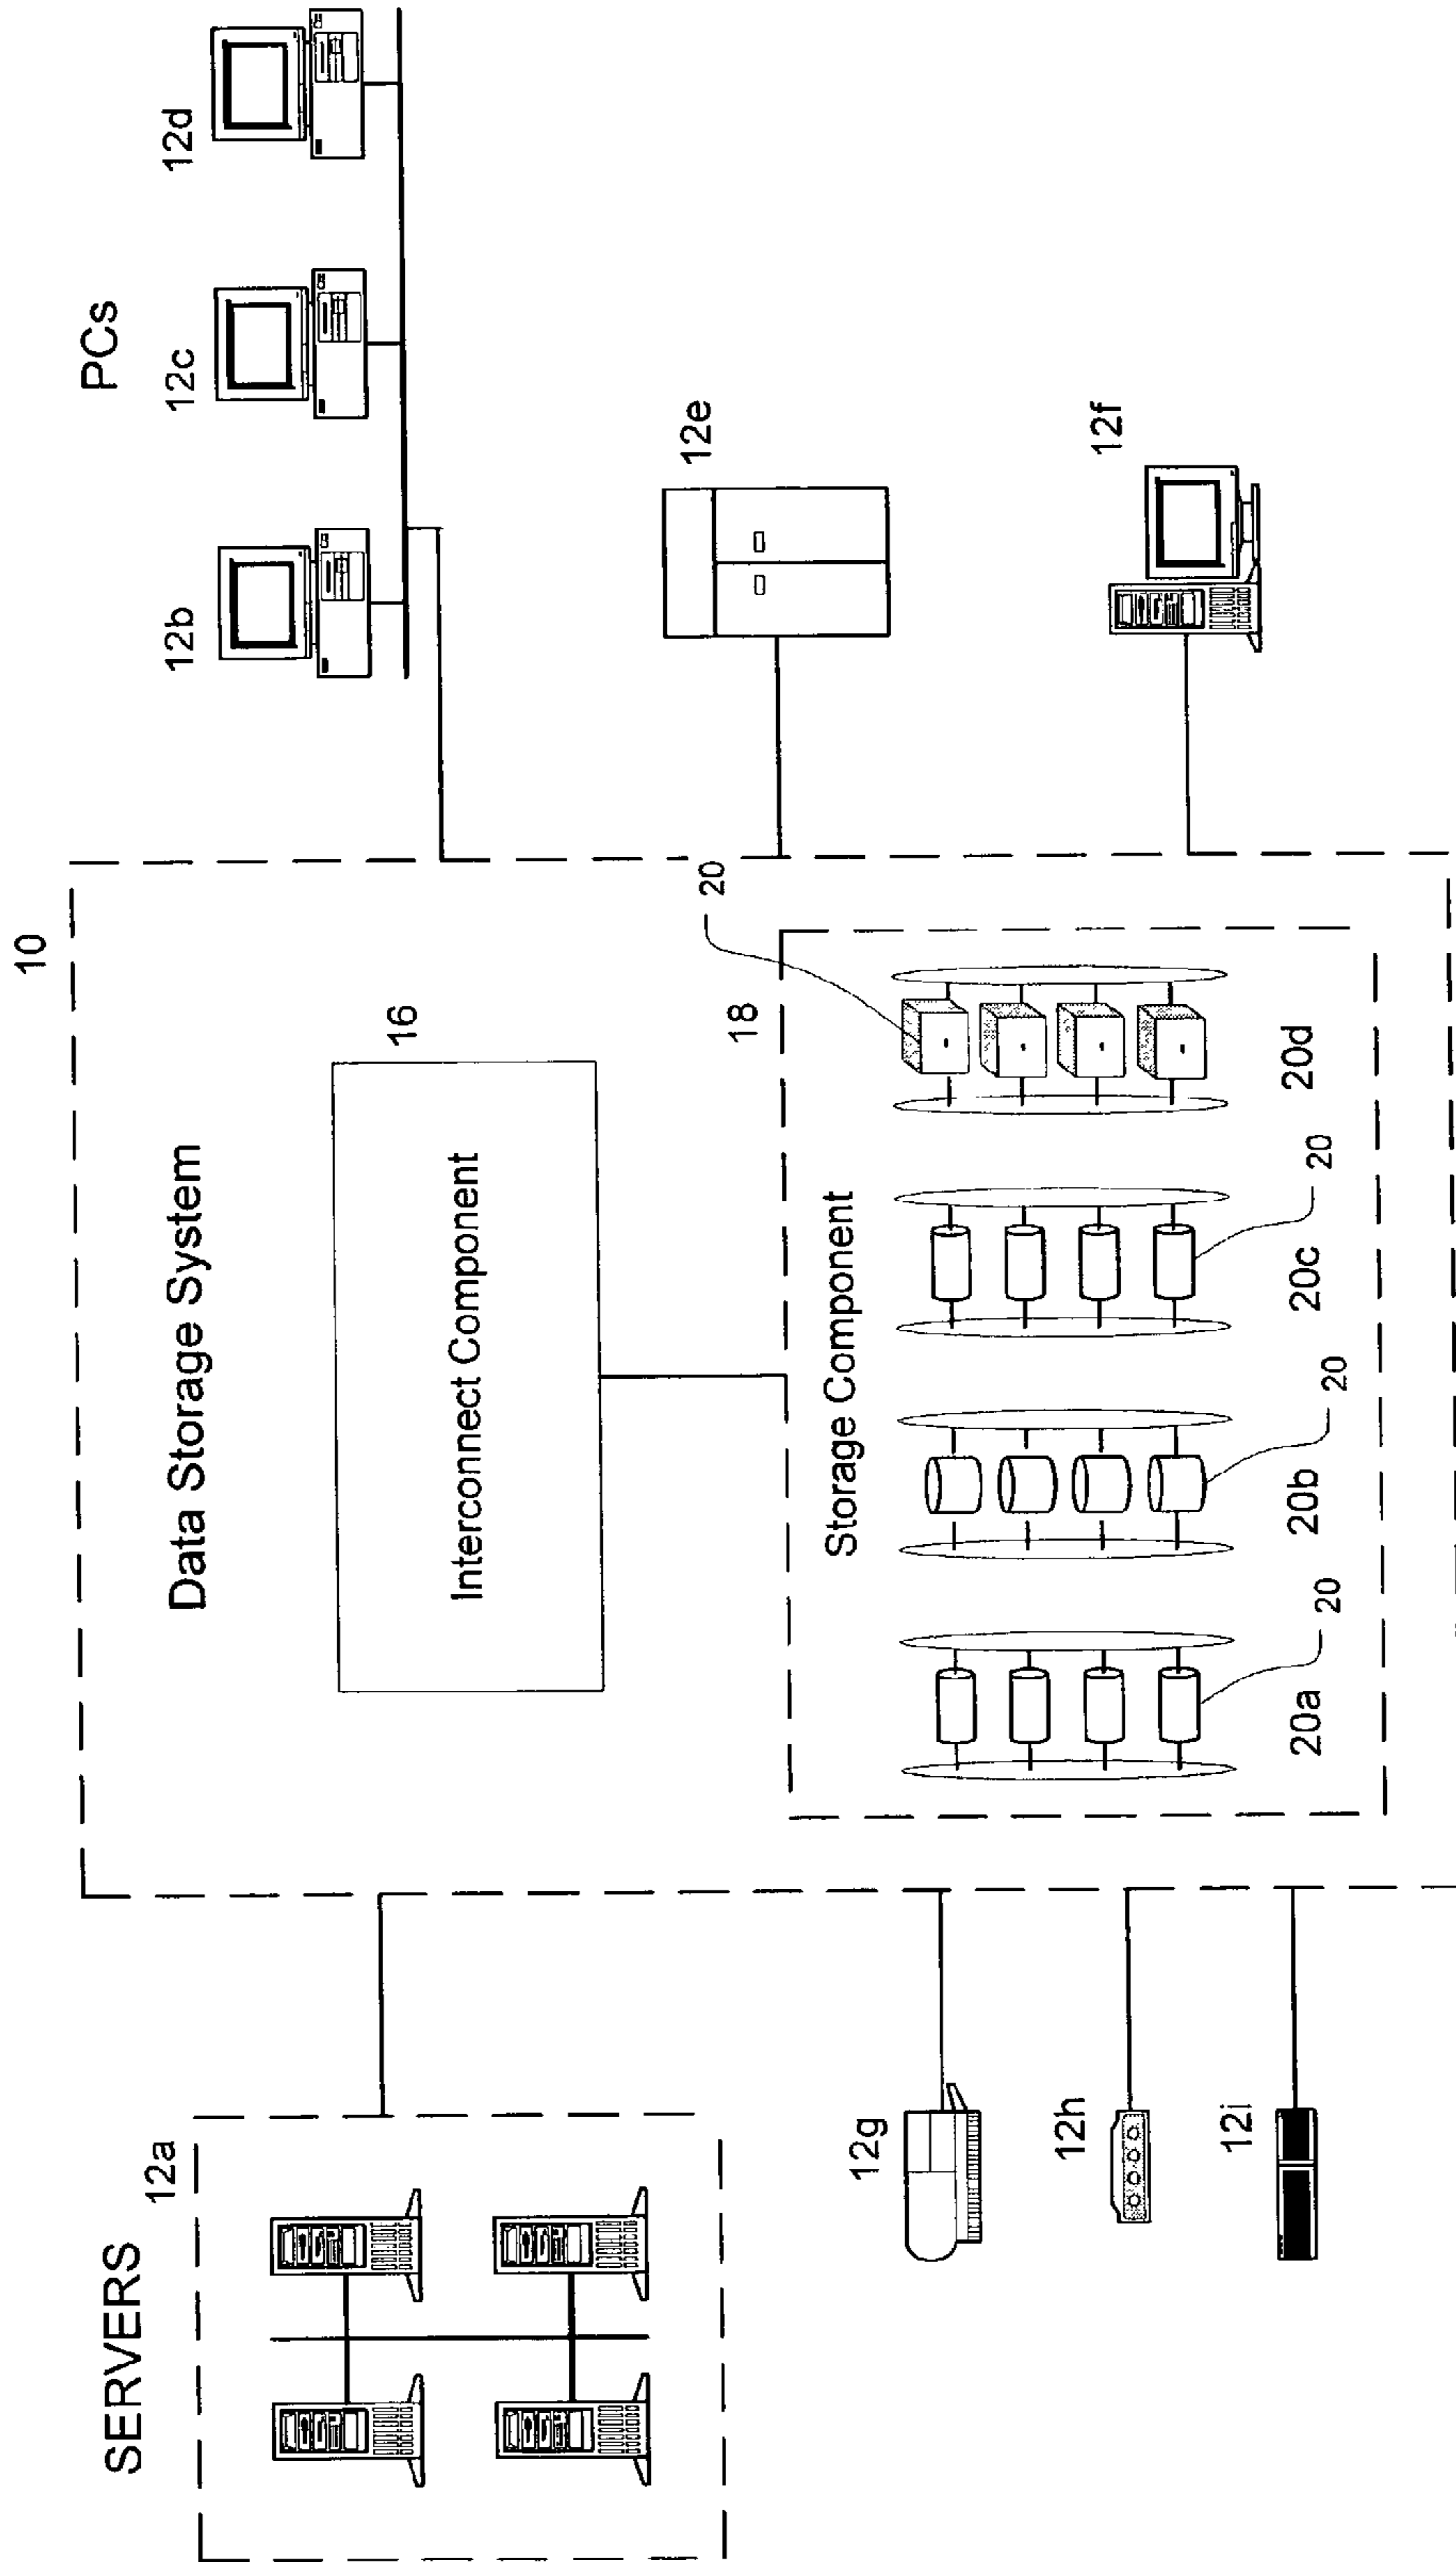 10
SERVERS
12a
Data Storage System
PCs
12b
12c
12d
16
Interconnect Component
12e
18
20
Storage Component
12g
12h
12i
12f
20a
20
20b
20
20c
20
20d